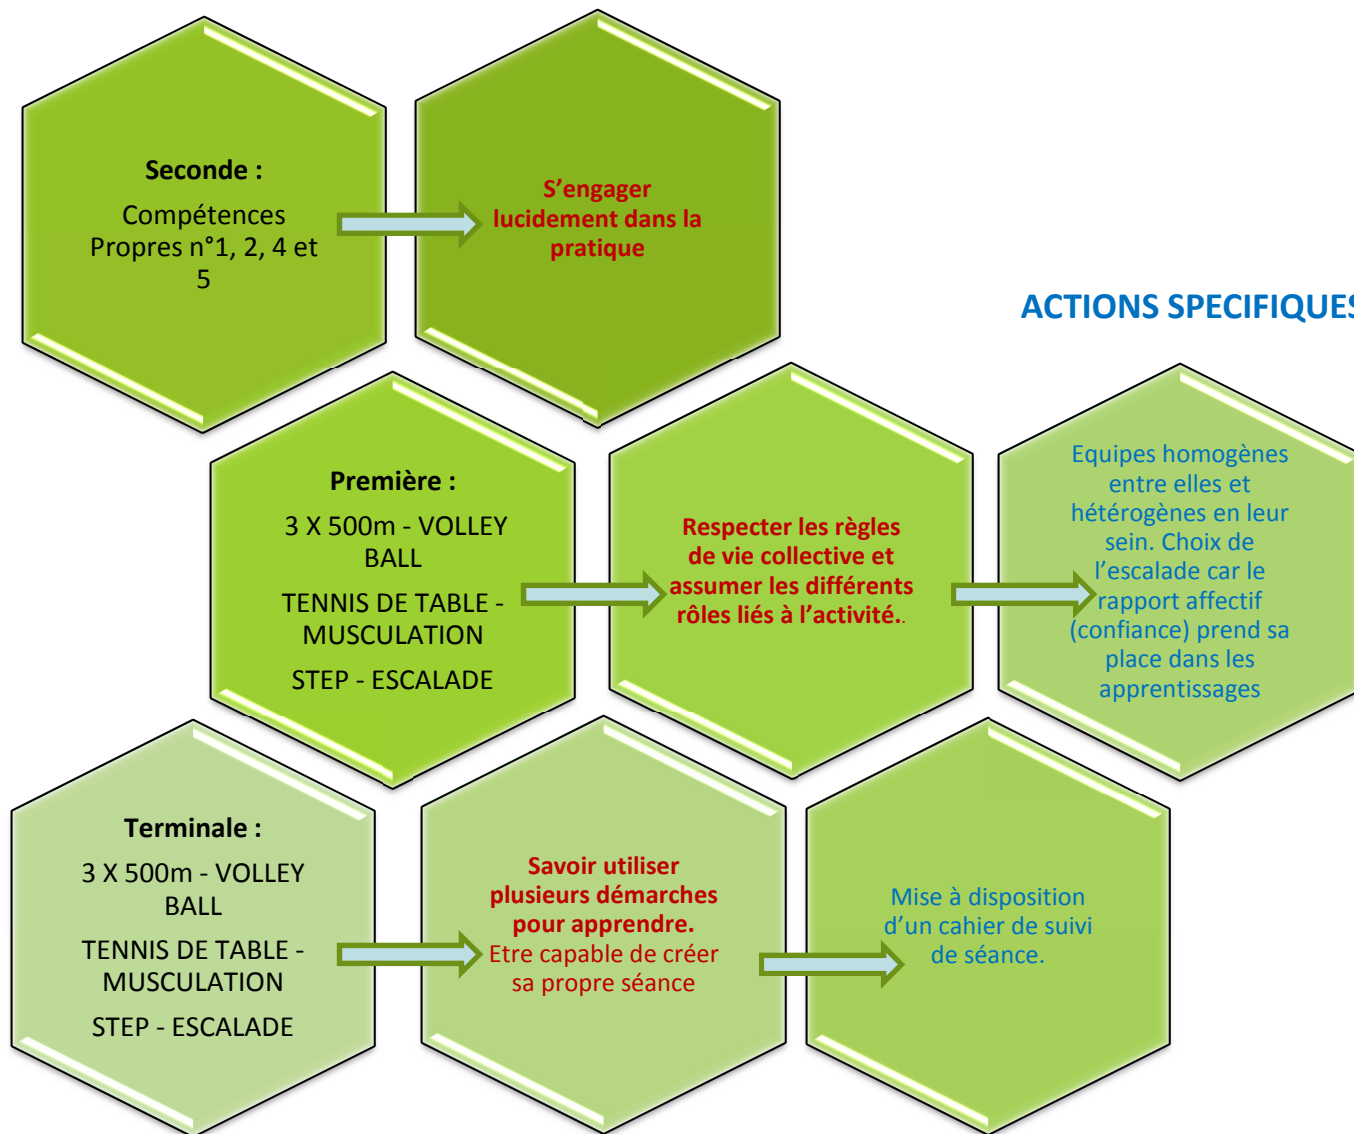 Seconde :
Compétences
Propres n°1, 2, 4 et
5
S’engager
lucidement dans la
pratique
ACTIONS SPECIFIQUES
Première :
3 X 500m - VOLLEY
BALL
TENNIS DE TABLE -
MUSCULATION
STEP - ESCALADE
Respecter les règles
de vie collective et
assumer les différents
rôles liés à l’activité..
Equipes homogènes
entre elles et
hétérogènes en leur
sein. Choix de
l’escalade car le
rapport affectif
(confiance) prend sa
place dans les
apprentissages
Terminale :
3 X 500m - VOLLEY
BALL
TENNIS DE TABLE -
MUSCULATION
STEP - ESCALADE
Savoir utiliser
plusieurs démarches
pour apprendre.
Etre capable de créer
sa propre séance
Mise à disposition
d’un cahier de suivi
de séance.